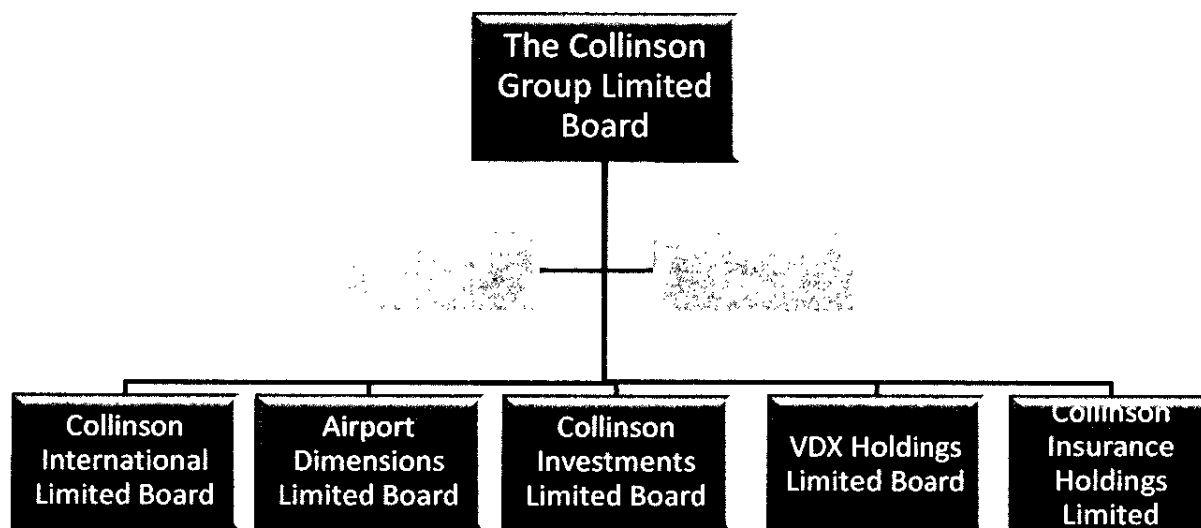 The Collinson
Group Limited
Board
Collinson
International
Limited Board
Airport
Dimensions
Limited Board
Collinson
Investments
Limited Board
VDX Holdings
Limited Board
Collinson
Insurance
Holdings
Limited